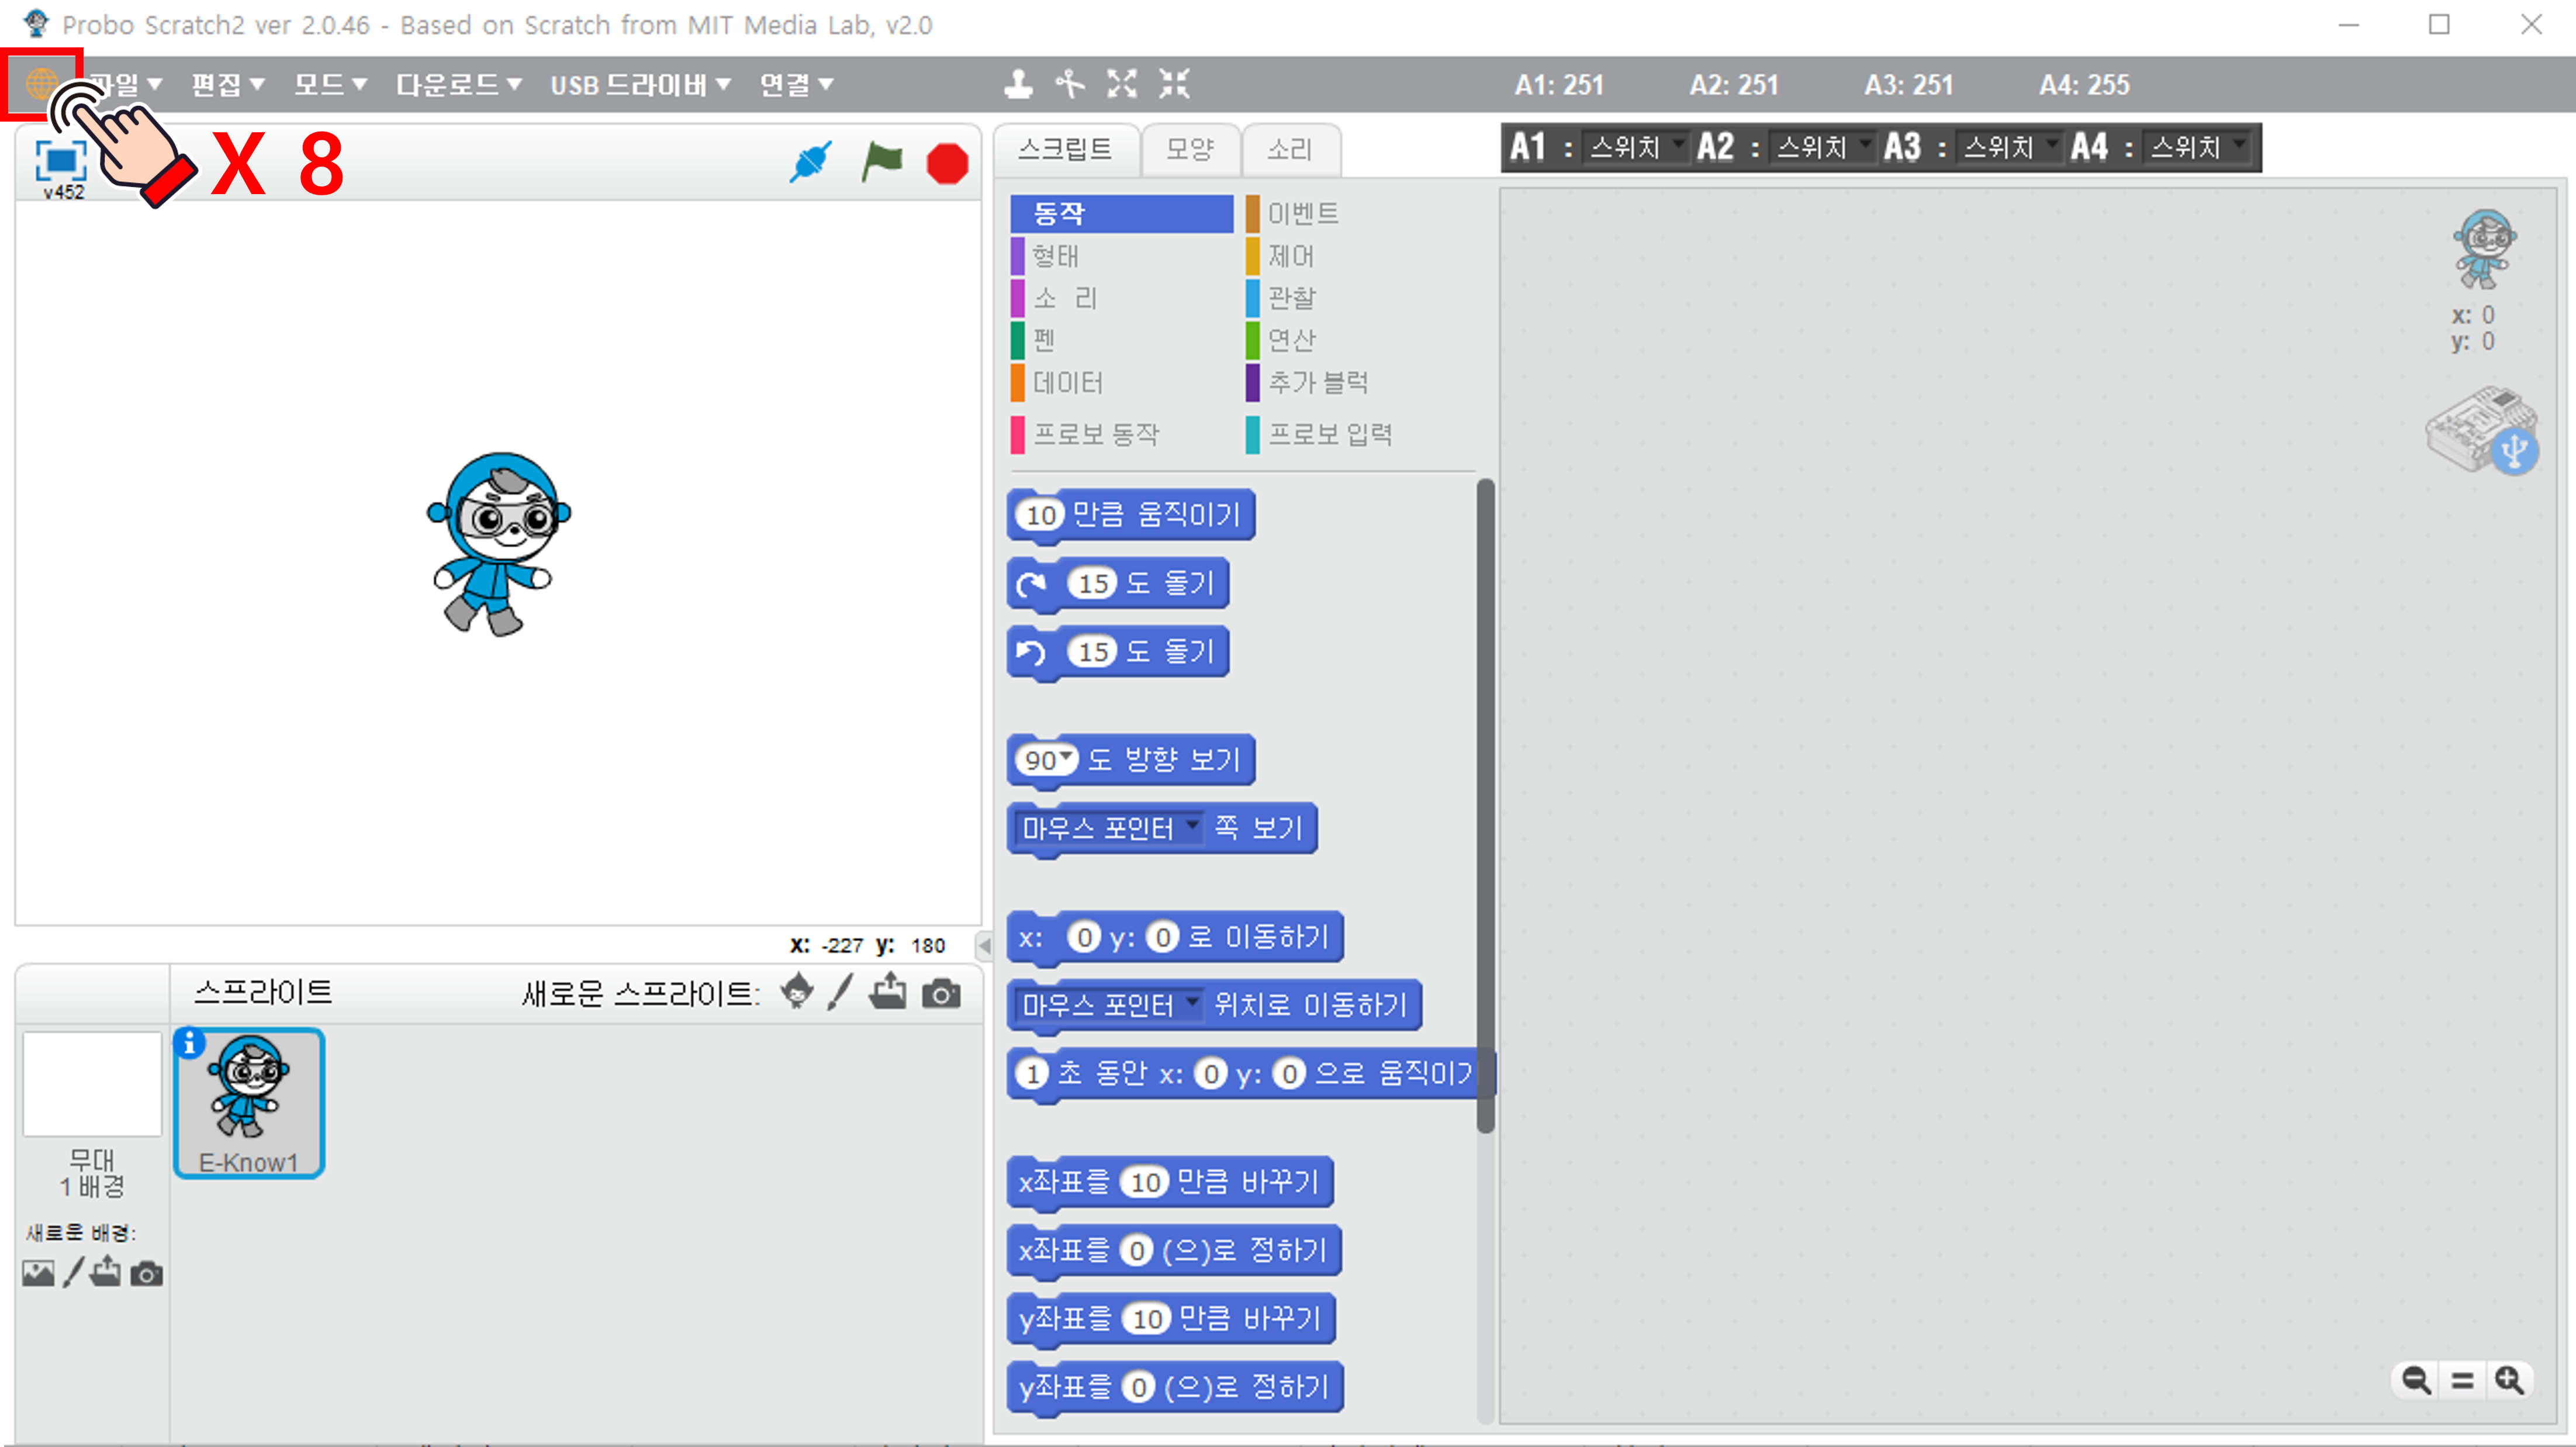 Probo Scratch2 ver 2.0.46 - Based on Scratch from MIT Media Lab, v2.0
파일 편집 모드 다운로드 USB 드라이버 연결 A1: 251 A2: 251 A3: 251 A4: 255
X 8
v452
스크립트 모양 소리
A1 : 스위치 A2 : 스위치 A3 : 스위치 A4 : 스위치
동작 이벤트
형태 제어
소 리 관찰
펜 연산
데이터 추가 블럭
프로보 동작 프로보 입력
x: 0
y: 0
10 만큼 움직이기
15 도 돌기
15 도 돌기
90 도 방향 보기
마우스 포인터 쪽 보기
x: 0 y: 0 로 이동하기
마우스 포인터 위치로 이동하기
1 초 동안 x: 0 y: 0 으로 움직이기
x좌표를 10 만큼 바꾸기
x좌표를 0 (으)로 정하기
y좌표를 10 만큼 바꾸기
y좌표를 0 (으)로 정하기
x: -227 y: 180
스프라이트 새로운 스프라이트:
E-Know1
무대
1 배경
새로운 배경: